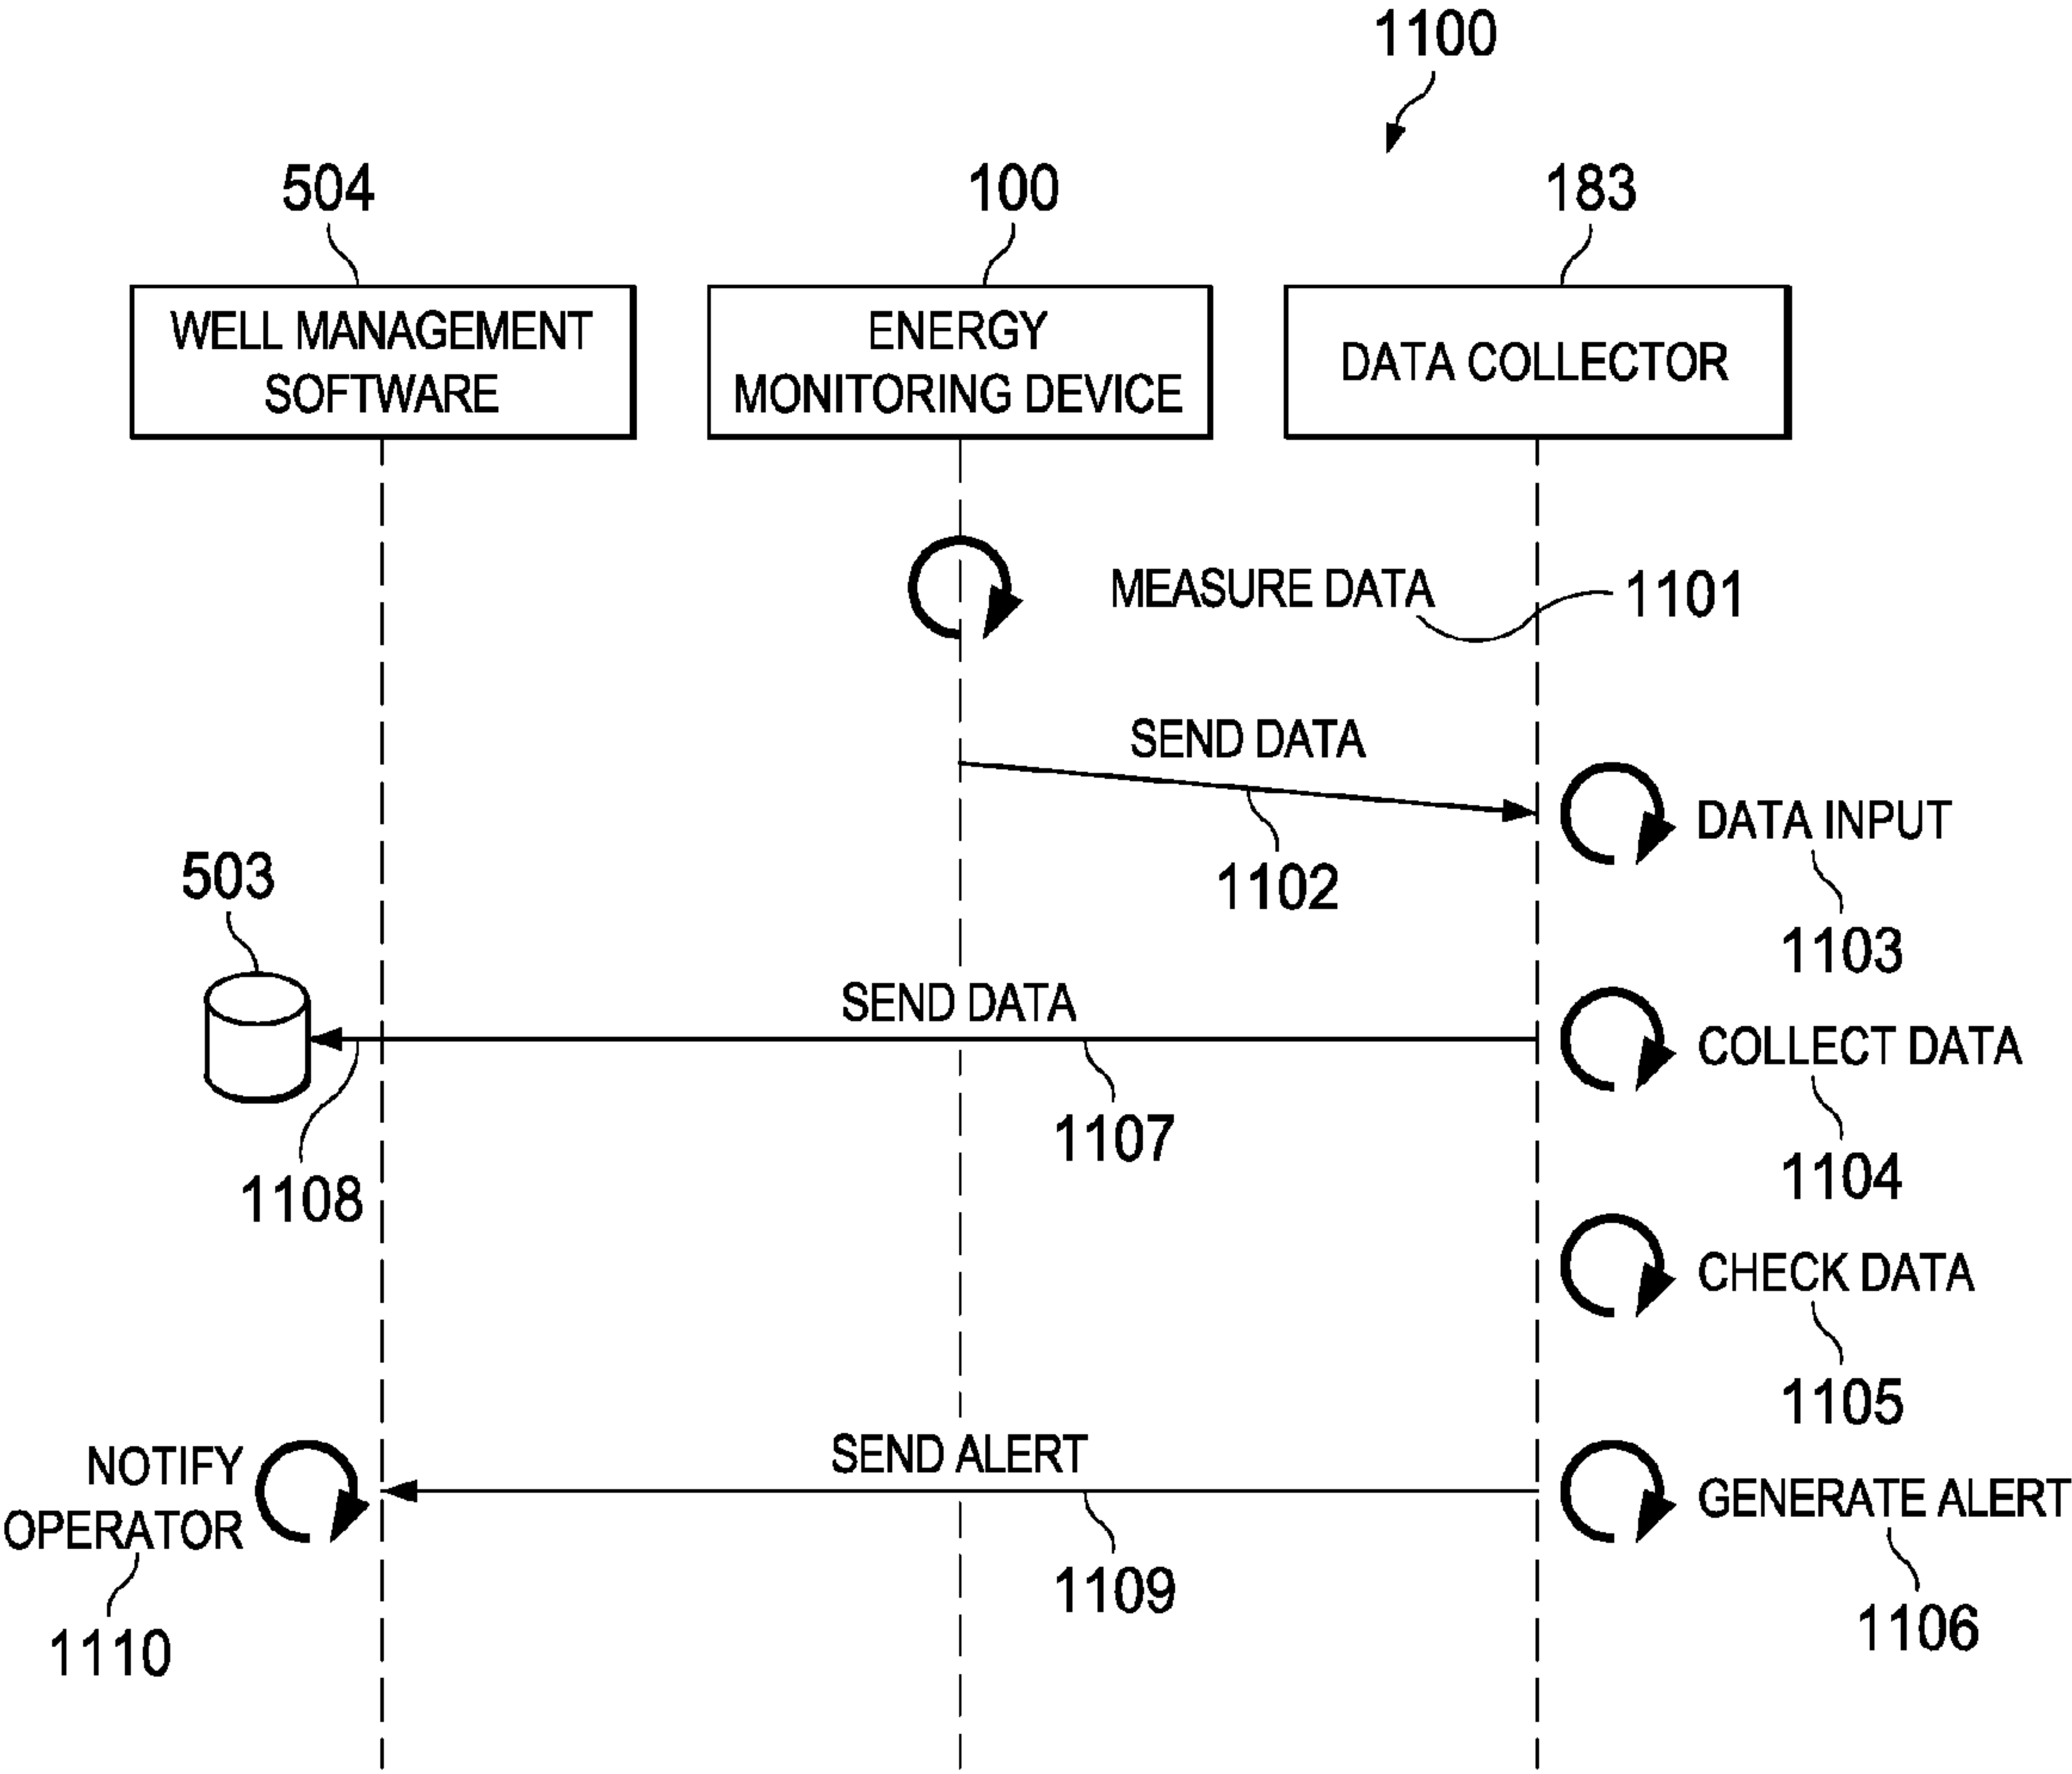 1100
504
100
183
WELL MANAGEMENT
SOFTWARE
ENERGY
MONITORING DEVICE
DATA COLLECTOR
MEASURE DATA
1101
SEND DATA
1102
DATA INPUT
1103
503
SEND DATA
1107
1108
COLLECT DATA
1104
CHECK DATA
1105
NOTIFY
OPERATOR
1110
SEND ALERT
1109
GENERATE ALERT
1106